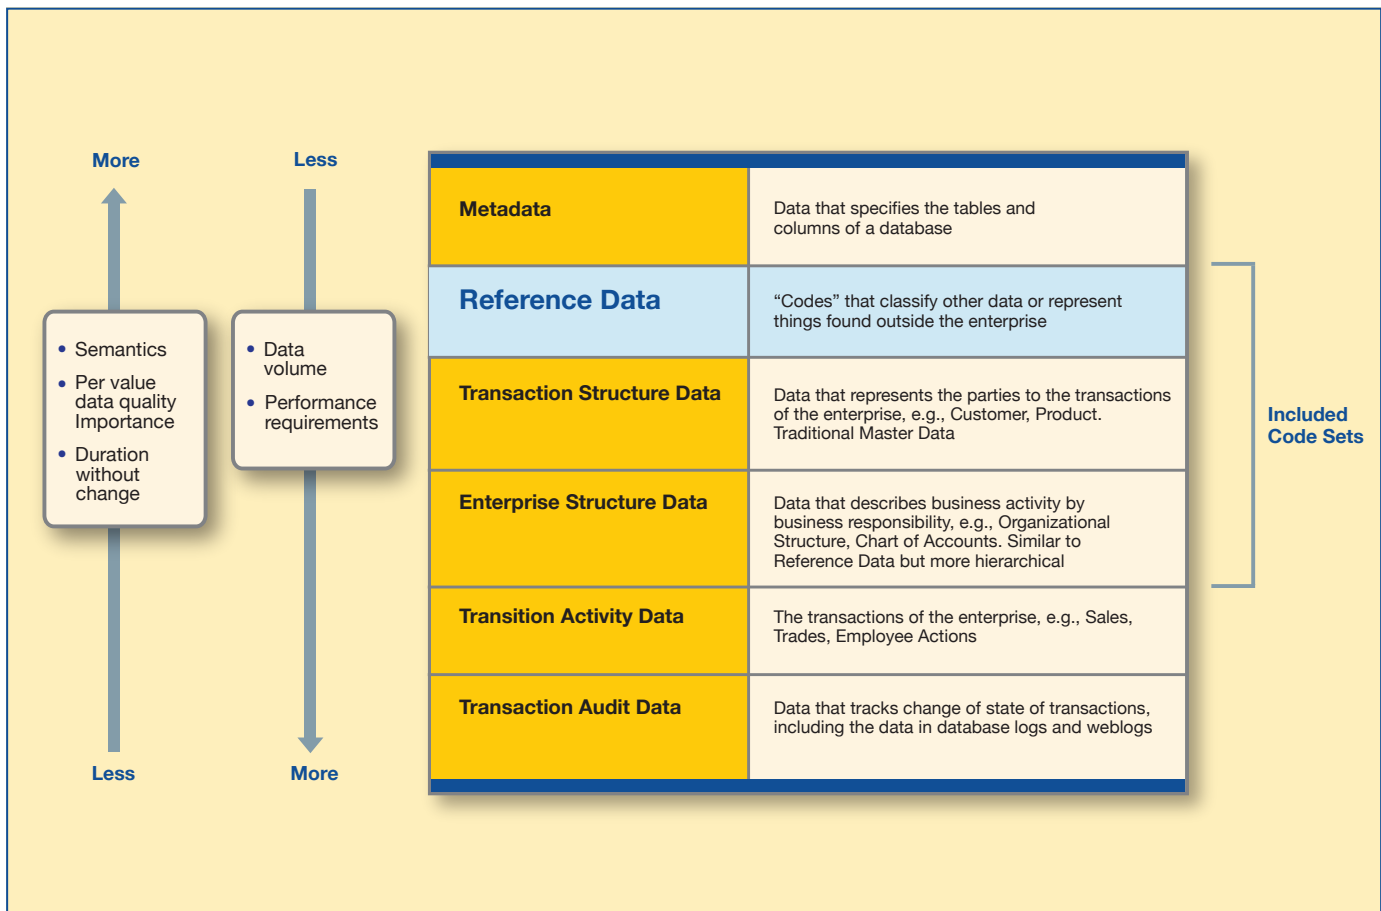 More
Less
• Semantics
• Per value
data quality
Importance
• Duration
without
change
• Data
volume
• Performance
requirements
Less
More
Metadata
Data that specifies the tables and
columns of a database
Reference Data
“Codes” that classify other data or represent
things found outside the enterprise
Transaction Structure Data
Data that represents the parties to the transactions
of the enterprise, e.g., Customer, Product.
Traditional Master Data
Enterprise Structure Data
Data that describes business activity by
business responsibility, e.g., Organizational
Structure, Chart of Accounts. Similar to
Reference Data but more hierarchical
Transition Activity Data
The transactions of the enterprise, e.g., Sales,
Trades, Employee Actions
Transaction Audit Data
Data that tracks change of state of transactions,
including the data in database logs and weblogs
Included
Code Sets